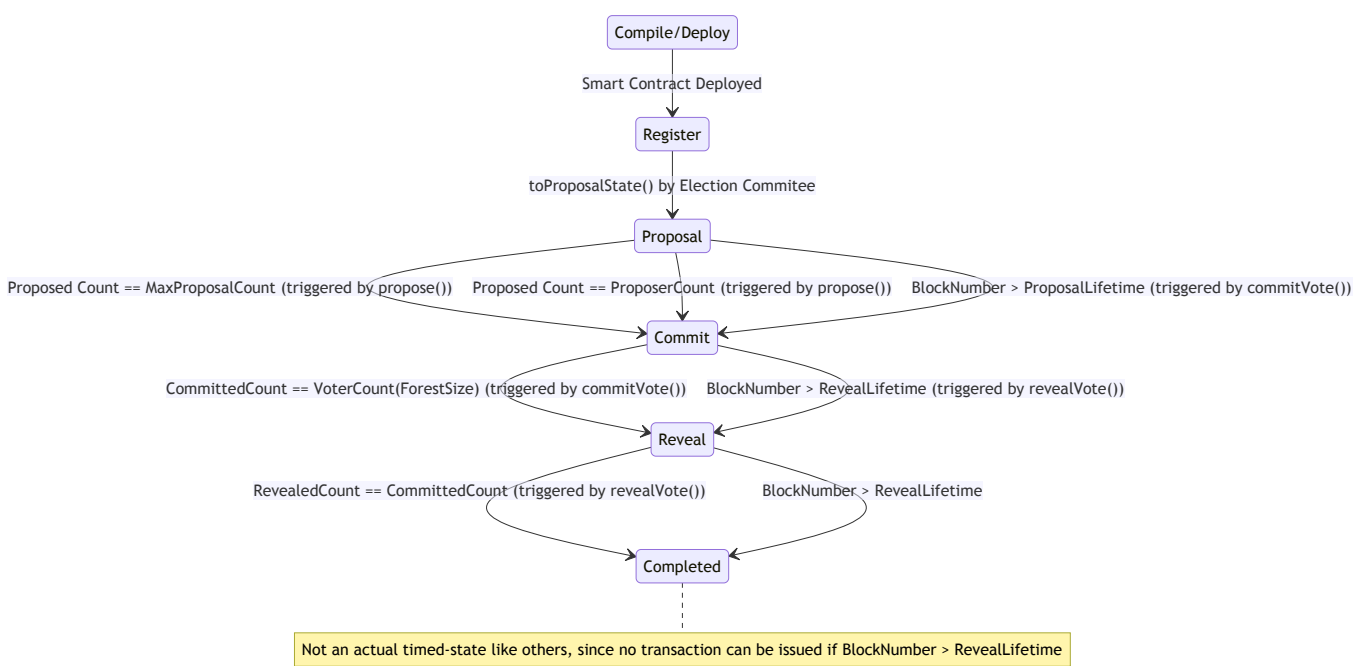 Compile/Deploy
Smart Contract Deployed
Register
toProposalState() by Election Commitee
Proposal
Proposed Count == MaxProposalCount (triggered by propose())
Proposed Count == ProposerCount (triggered by propose())
BlockNumber > ProposalLifetime (triggered by commitVote())
Commit
CommittedCount == VoterCount(ForestSize) (triggered by commitVote())
BlockNumber > RevealLifetime (triggered by revealVote())
Reveal
RevealedCount == CommittedCount (triggered by revealVote())
BlockNumber > RevealLifetime
Completed
Not an actual timed-state like others, since no transaction can be issued if BlockNumber > RevealLifetime